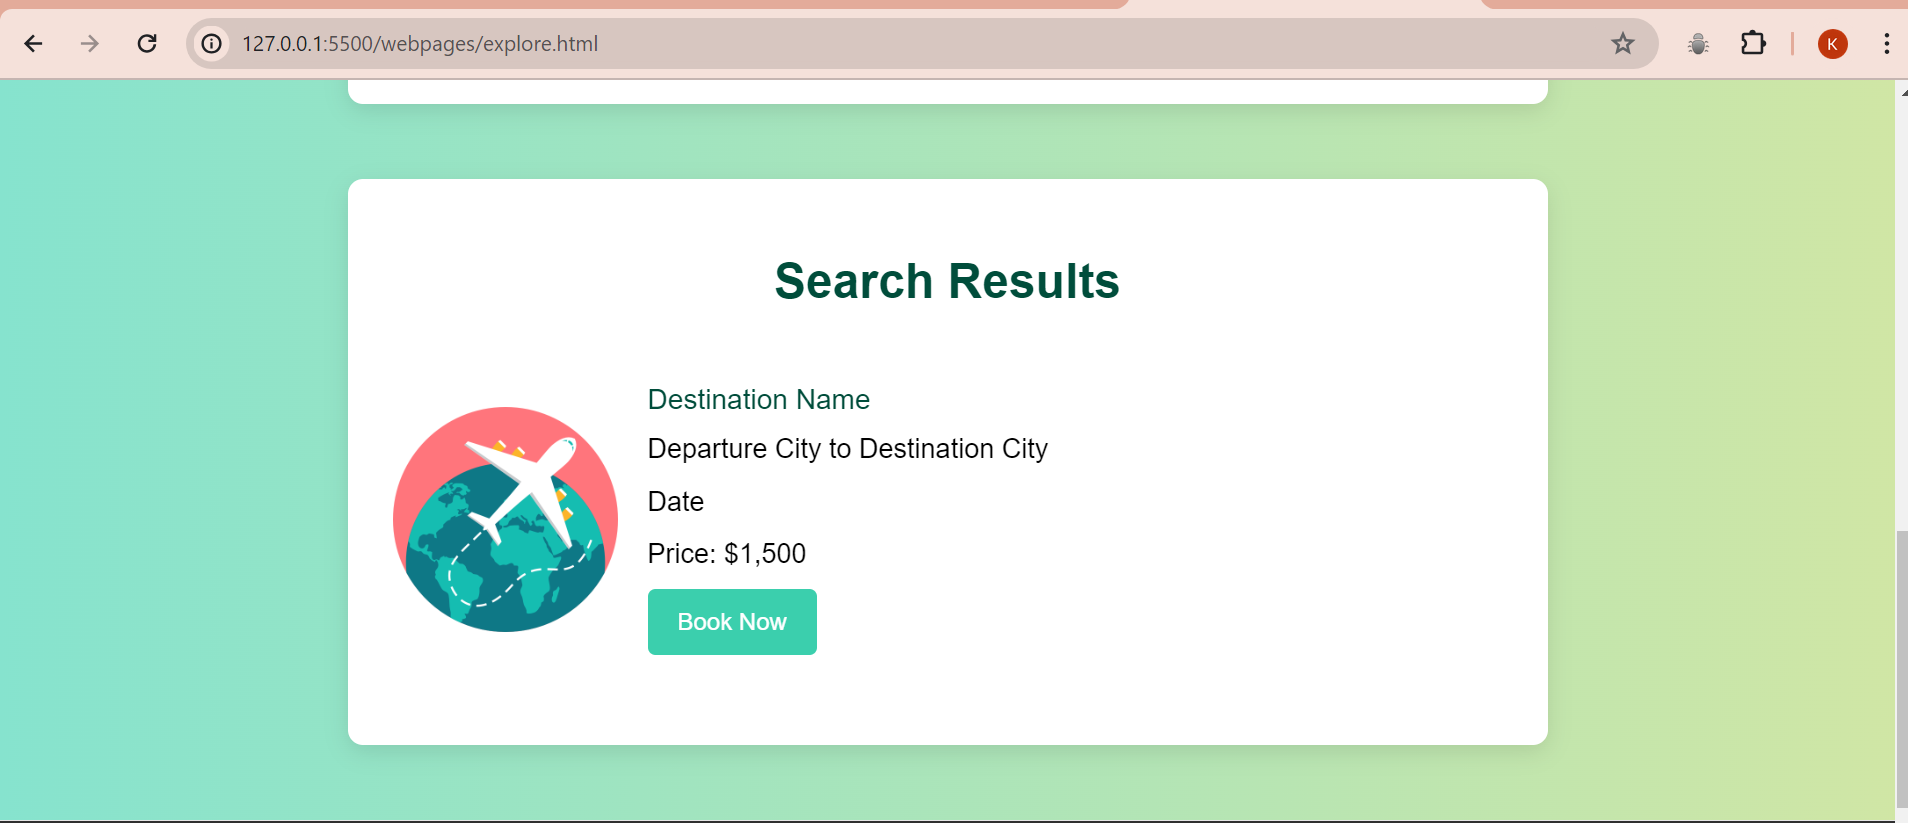 127.0.0.1:5500/webpages/explore.html
K
Search Results
Destination Name
Departure City to Destination City
Date
Price: $1,500
Book Now